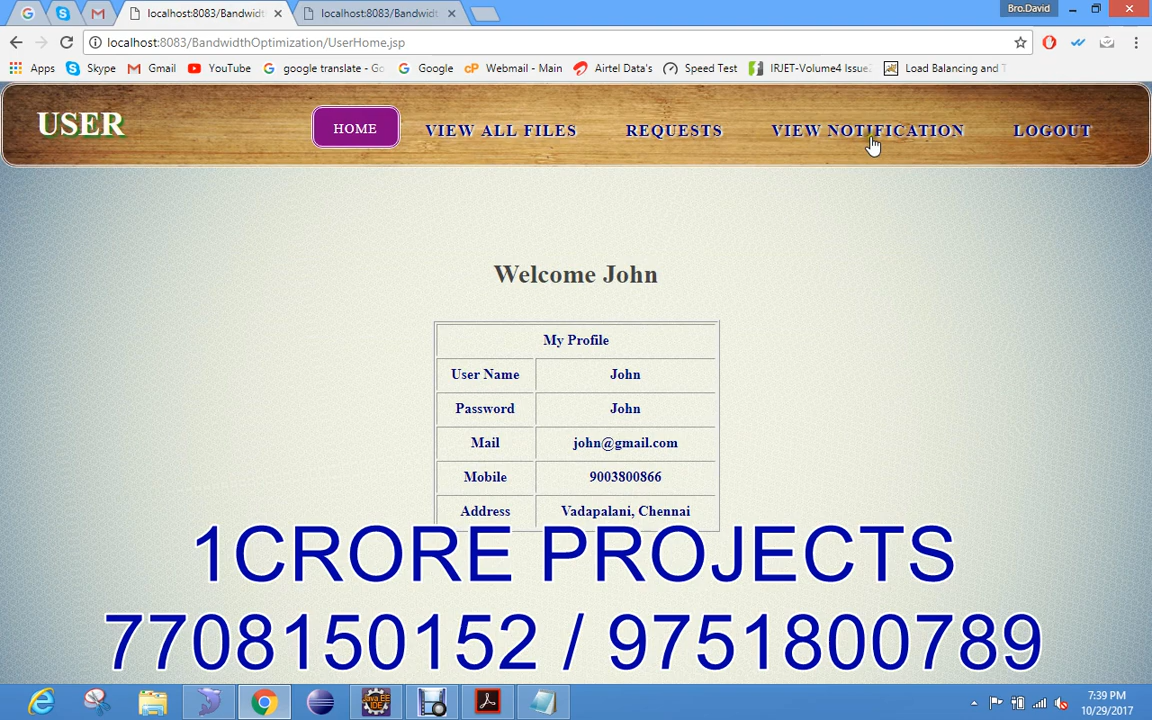 localhost:8083/Bandwidt
localhost:8083/Bandwidt
Bro.David
localhost:8083/BandwidthOptimization/UserHome.jsp
Apps Skype Gmail YouTube google translate - Go Google Webmail - Main Airtel Data's Speed Test IRJET-Volume4 Issue Load Balancing and T
USER HOME VIEW ALL FILES REQUESTS VIEW NOTIFICATION LOGOUT
Welcome John
My Profile
User Name John
Password John
Mail john@gmail.com
Mobile 9003800866
Address Vadapalani, Chennai
1CRORE PROJECTS
7708150152 / 9751800789
7:39 PM
10/29/2017